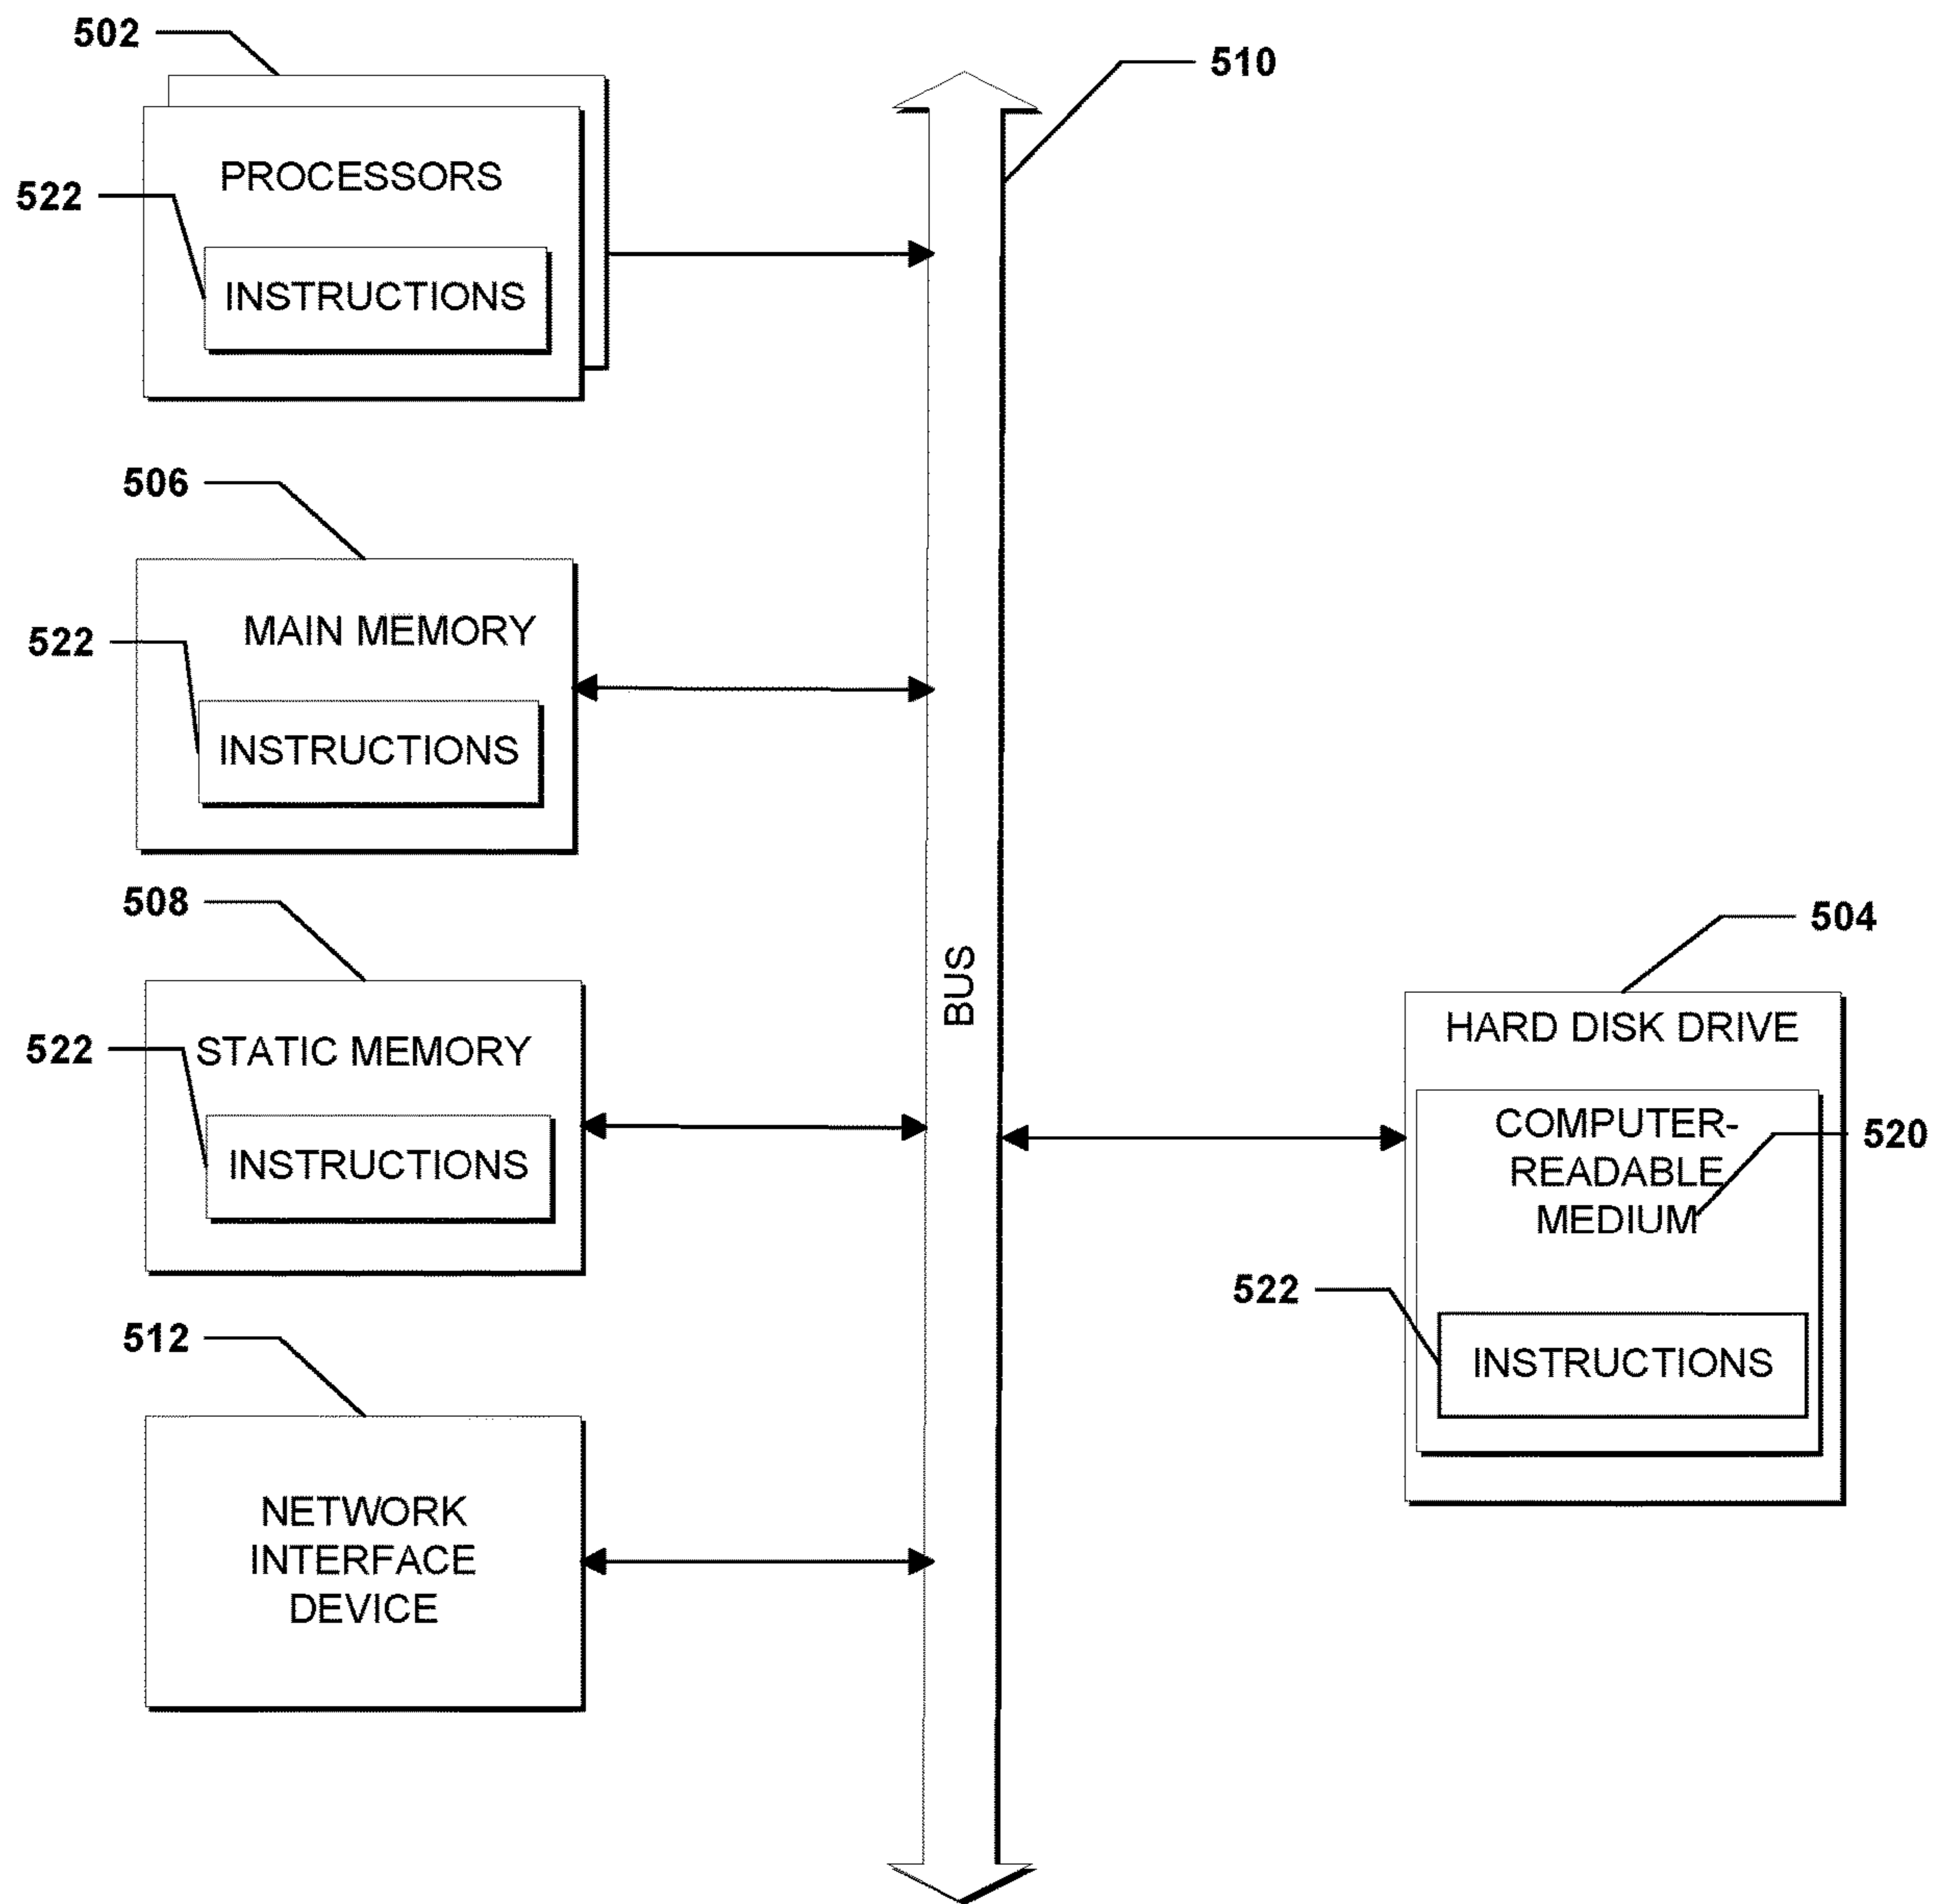 502
510
PROCESSORS
522
INSTRUCTIONS
506
MAIN MEMORY
522
INSTRUCTIONS
508
STATIC MEMORY
522
INSTRUCTIONS
512
NETWORK
INTERFACE
DEVICE
BUS
504
HARD DISK DRIVE
COMPUTER-
READABLE
MEDIUM
520
522
INSTRUCTIONS